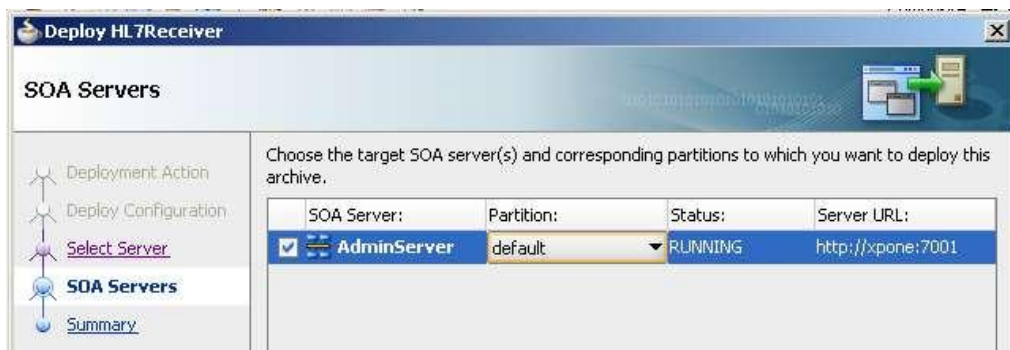 Deploy HL7Receiver
SOA Servers
Choose the target SOA server(s) and corresponding partitions to which you want to deploy this
archive.
Deployment Action
Deploy Configuration
Select Server
SOA Servers
Summary
SOA Server: Partition: Status: Server URL:
AdminServer default RUNNING http://xpone:7001